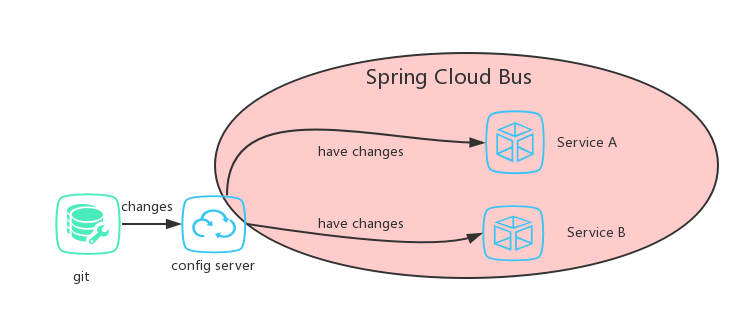 Spring Cloud Bus
Service A
have changes
changes
have changes
Service B
config server
git